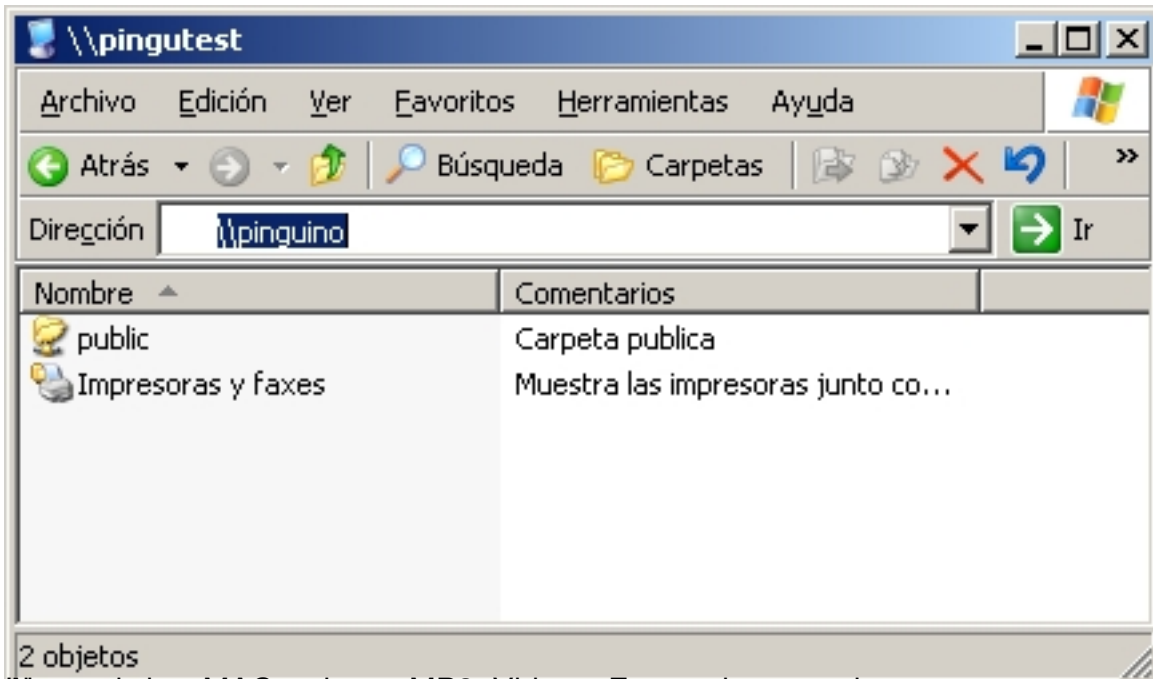 \\pingutest
Archivo Edición Ver Favoritos Herramientas Ayuda
Atrás Búsqueda Carpetas »
Dirección \\pinguino Ir
Nombre Comentarios
public Carpeta publica
Impresoras y faxes Muestra las impresoras junto co...
2 objetos